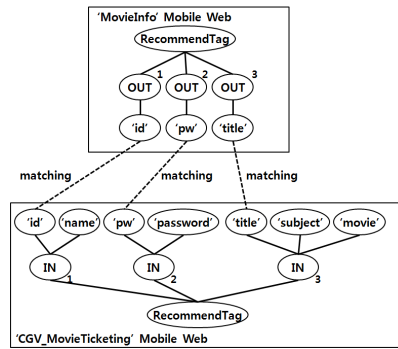 ‘MovieInfo’ Mobile Web
RecommendTag
1 2 3
OUT OUT OUT
‘id’ ‘pw’ ‘title’
matching matching matching
‘id’ ‘name’ ‘pw’ ‘password’ ‘title’ ‘subject’ ‘movie’
IN IN IN
1 2 3
RecommendTag
‘CGV_MovieTicketing’ Mobile Web